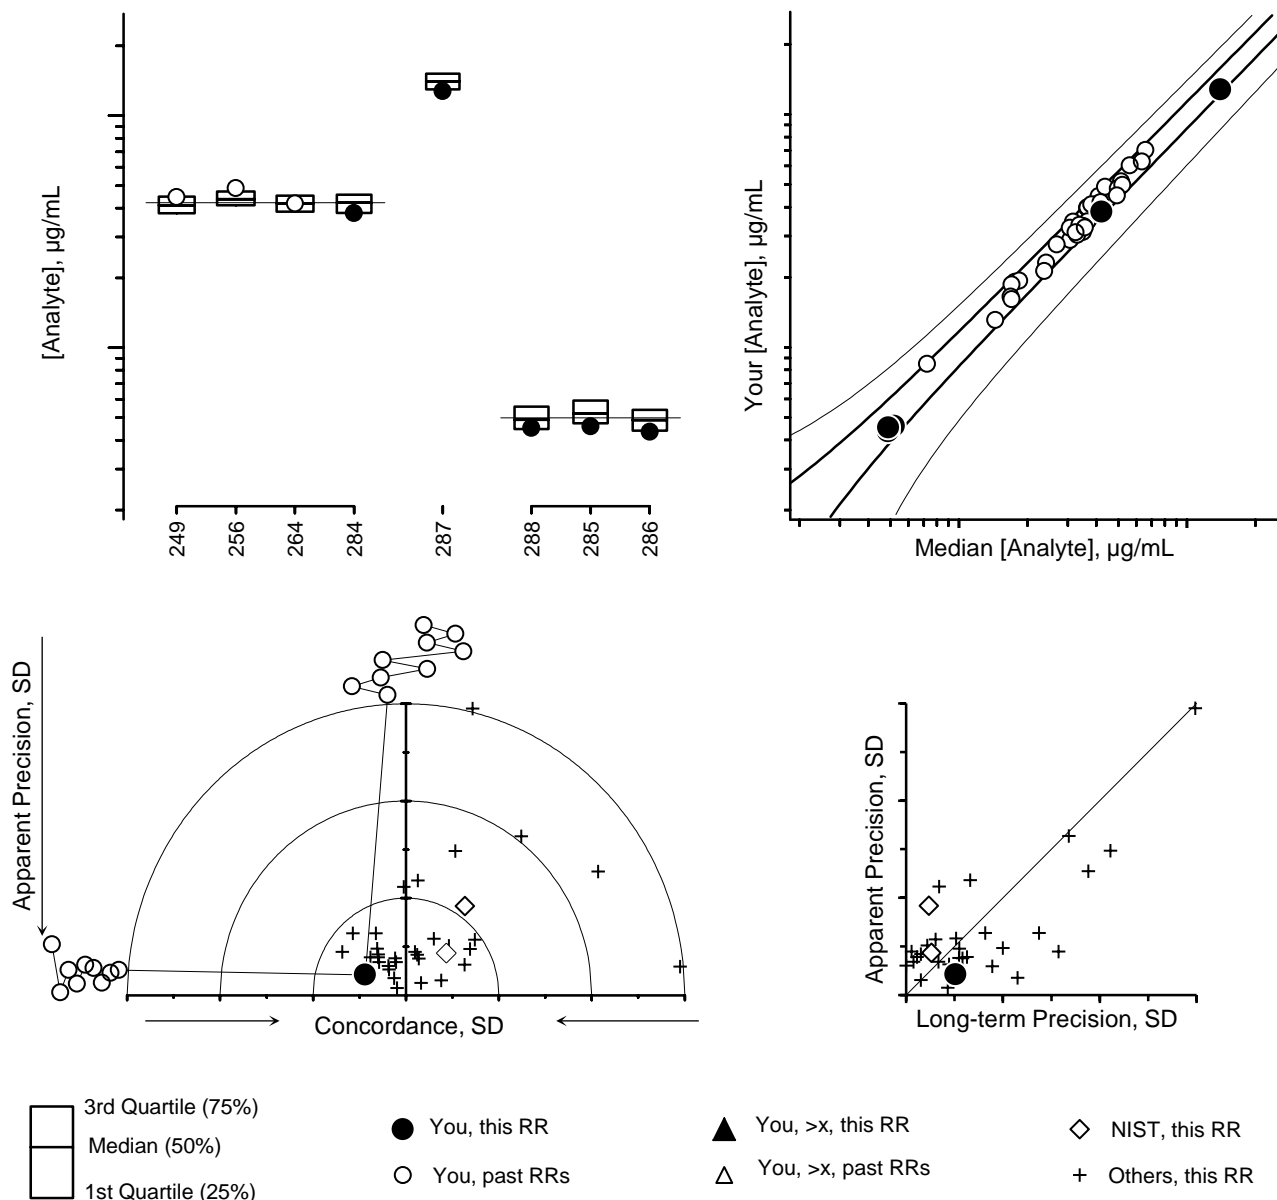 [Analyte], µg/mL
249
256
264
284
287
288
285
286
Your [Analyte], µg/mL
Median [Analyte], µg/mL
Apparent Precision, SD
Concordance, SD
Apparent Precision, SD
Long-term Precision, SD
3rd Quartile (75%)
Median (50%)
1st Quartile (25%)
You, this RR
You, past RRs
You, >x, this RR
You, >x, past RRs
NIST, this RR
Others, this RR